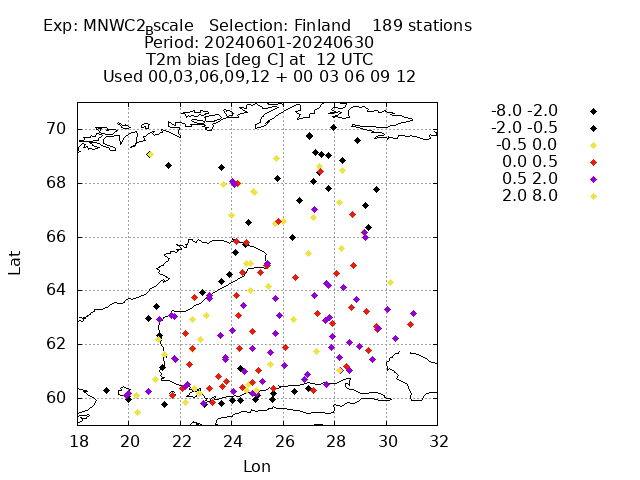 Exp: MNWC2_Bscale   Selection: Finland    189 stations
Period: 20240601-20240630
T2m bias [deg C] at  12 UTC
Used 00,03,06,09,12 + 00 03 06 09 12
-8.0 -2.0
-2.0 -0.5
-0.5 0.0
0.0 0.5
0.5 2.0
2.0 8.0
70
68
66
64
62
60
Lat
18 20 22 24 26 28 30 32
Lon